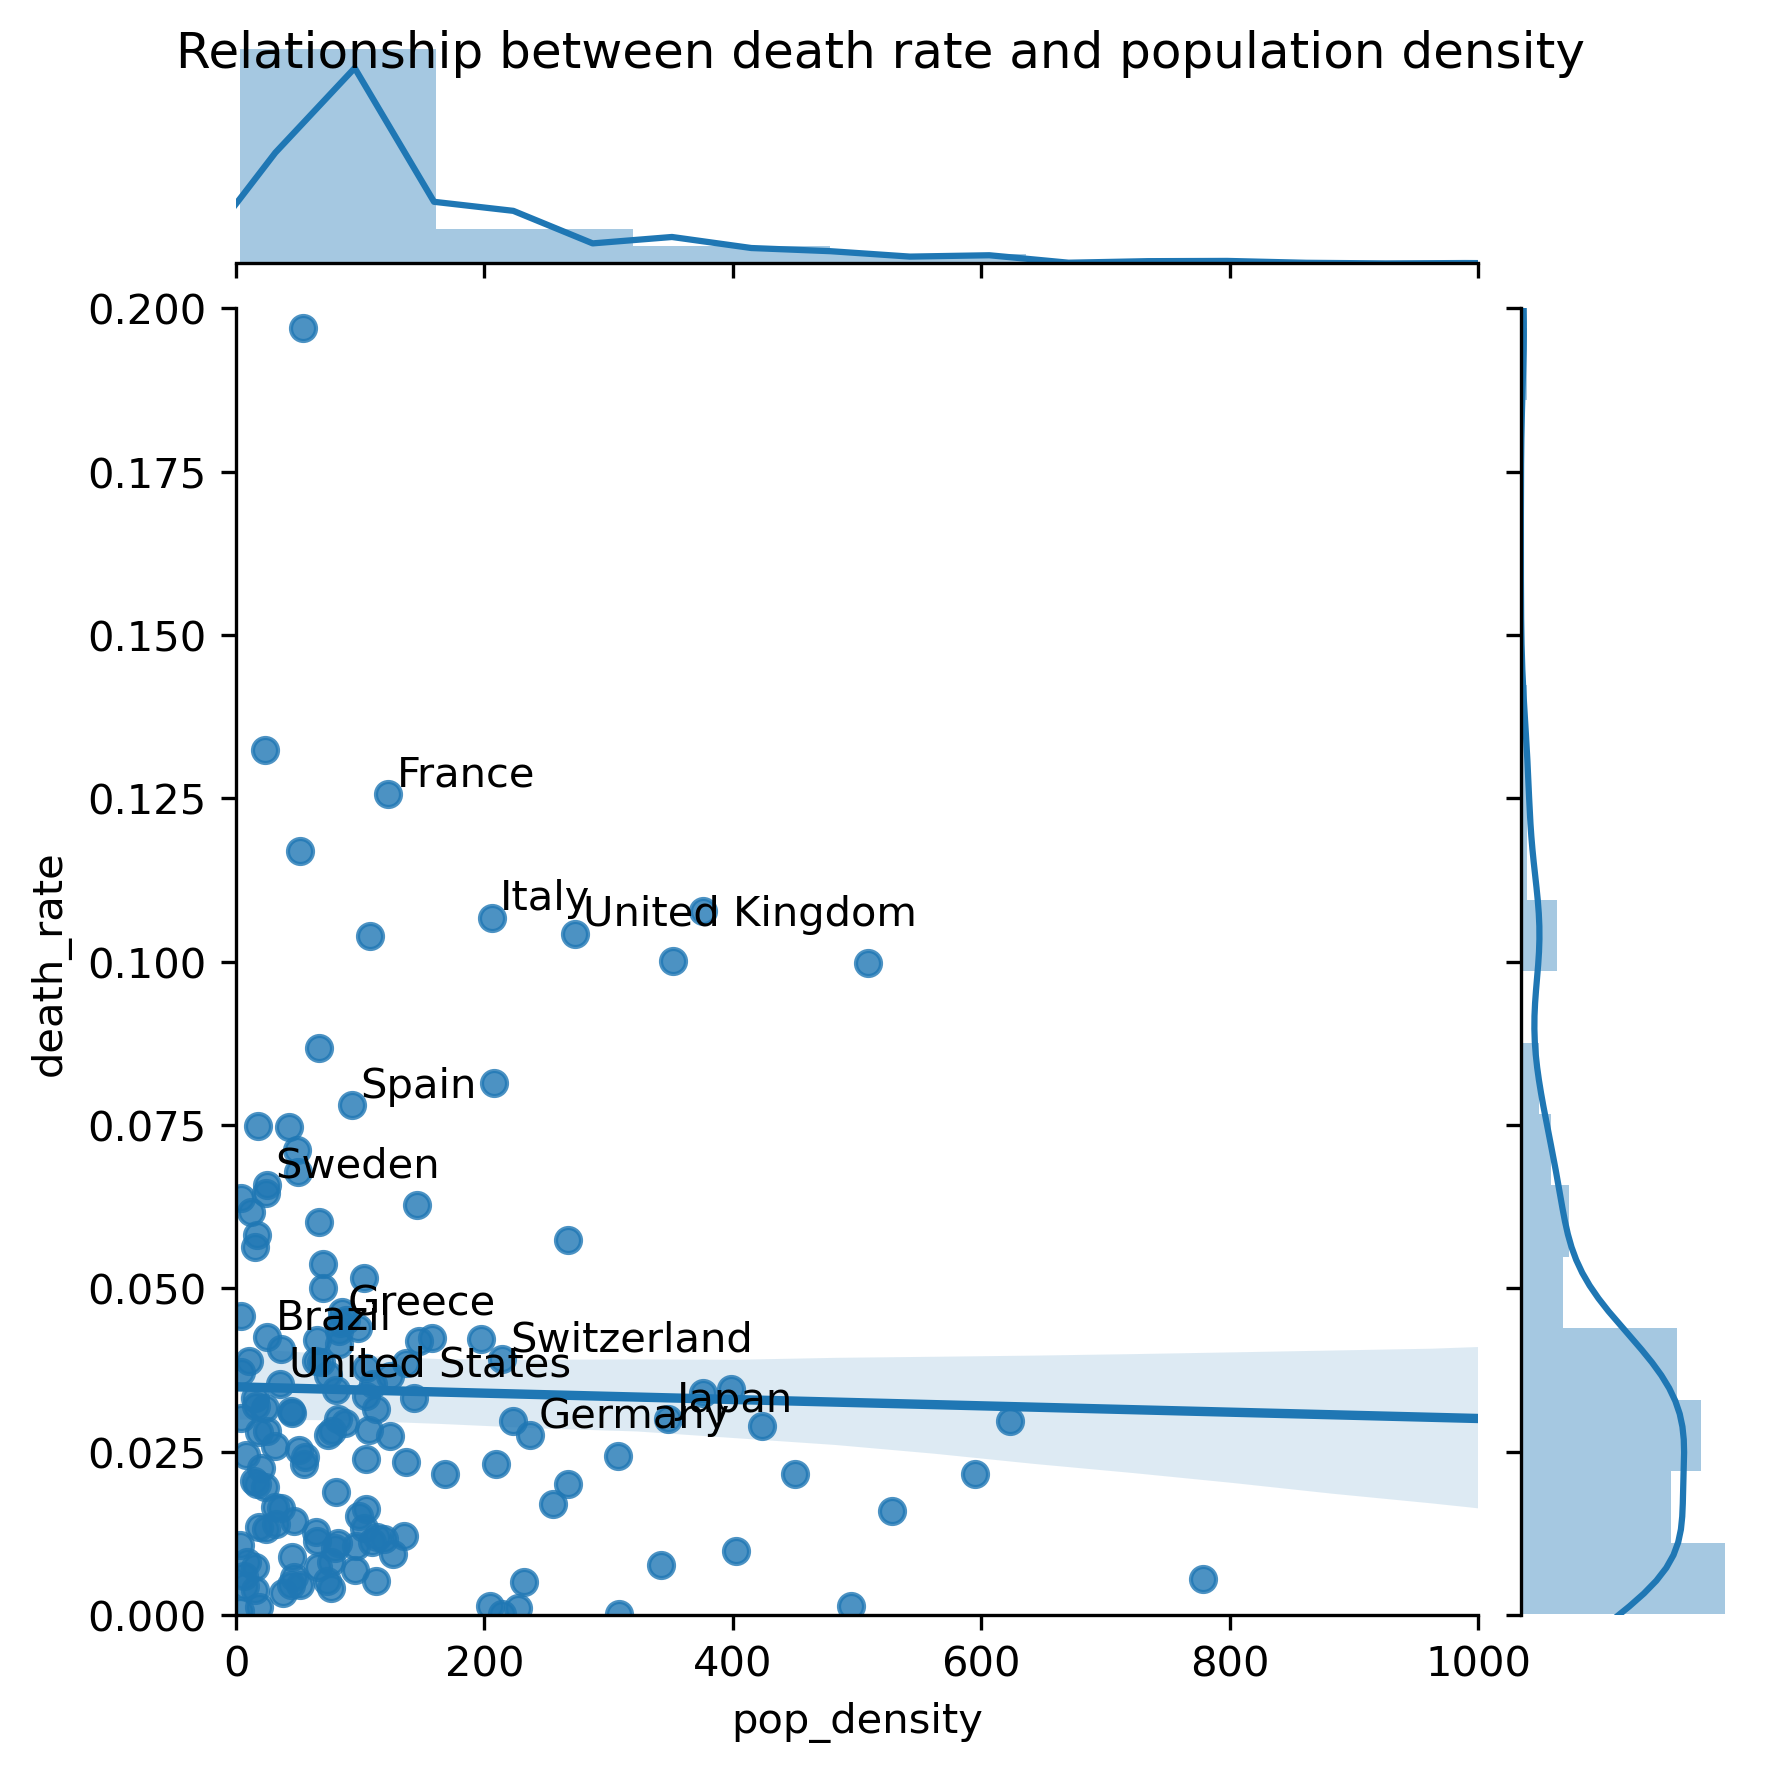 Relationship between death rate and population density
0.200
0.175
0.150
0.125
0.100
0.075
0.050
0.025
0.000
death_rate
France
Italy
United Kingdom
Spain
Sweden
Greece
Brazil
Switzerland
United States
Japan
Germany
0 200 400 600 800 1000
pop_density